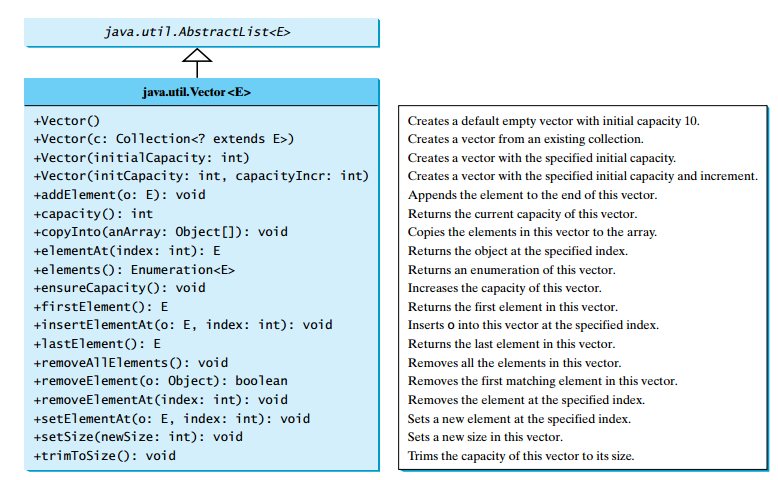 java.util.AbstractList<E>
java.util.Vector<E>
+Vector()
+Vector(c: Collection<? extends E>)
+Vector(initialCapacity: int)
+Vector(initCapacity: int, capacityIncr: int)
+addElement(o: E): void
+capacity(): int
+copyInto(anArray: Object[]): void
+elementAt(index: int): E
+elements(): Enumeration<E>
+ensureCapacity(): void
+firstElement(): E
+insertElementAt(o: E, index: int): void
+lastElement(): E
+removeAllElements(): void
+removeElement(o: Object): boolean
+removeElementAt(index: int): void
+setElementAt(o: E, index: int): void
+setSize(newSize: int): void
+trimToSize(): void
Creates a default empty vector with initial capacity 10.
Creates a vector from an existing collection.
Creates a vector with the specified initial capacity.
Creates a vector with the specified initial capacity and increment.
Appends the element to the end of this vector.
Returns the current capacity of this vector.
Copies the elements in this vector to the array.
Returns the object at the specified index.
Returns an enumeration of this vector.
Increases the capacity of this vector.
Returns the first element in this vector.
Inserts o into this vector at the specified index.
Returns the last element in this vector.
Removes all the elements in this vector.
Removes the first matching element in this vector.
Removes the element at the specified index.
Sets a new element at the specified index.
Sets a new size in this vector.
Trims the capacity of this vector to its size.